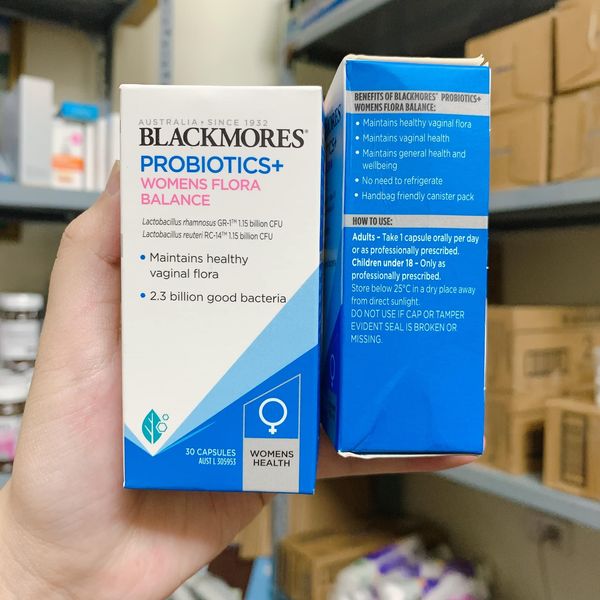 AUSTRALIA • SINCE 1932
BLACKMORES®
PROBIOTICS+
WOMENS FLORA
BALANCE
Lactobacillus rhamnosus GR-1™ 1.15 billion CFU
Lactobacillus reuteri RC-14™ 1.15 billion CFU
• Maintains healthy
vaginal flora
• 2.3 billion good bacteria
30 CAPSULES
AUST L 305953
WOMENS
HEALTH
BENEFITS OF BLACKMORES® PROBIOTICS+
WOMENS FLORA BALANCE:
• Maintains healthy vaginal flora
• Maintains vaginal health
• Maintains general health and
wellbeing
• No need to refrigerate
• Handbag friendly canister pack
HOW TO USE:
Adults – Take 1 capsule orally per day
or as professionally prescribed.
Children under 18 – Only as
professionally prescribed.
Store below 25°C in a dry place away
from direct sunlight.
DO NOT USE IF CAP OR TAMPER
EVIDENT SEAL IS BROKEN OR
MISSING.